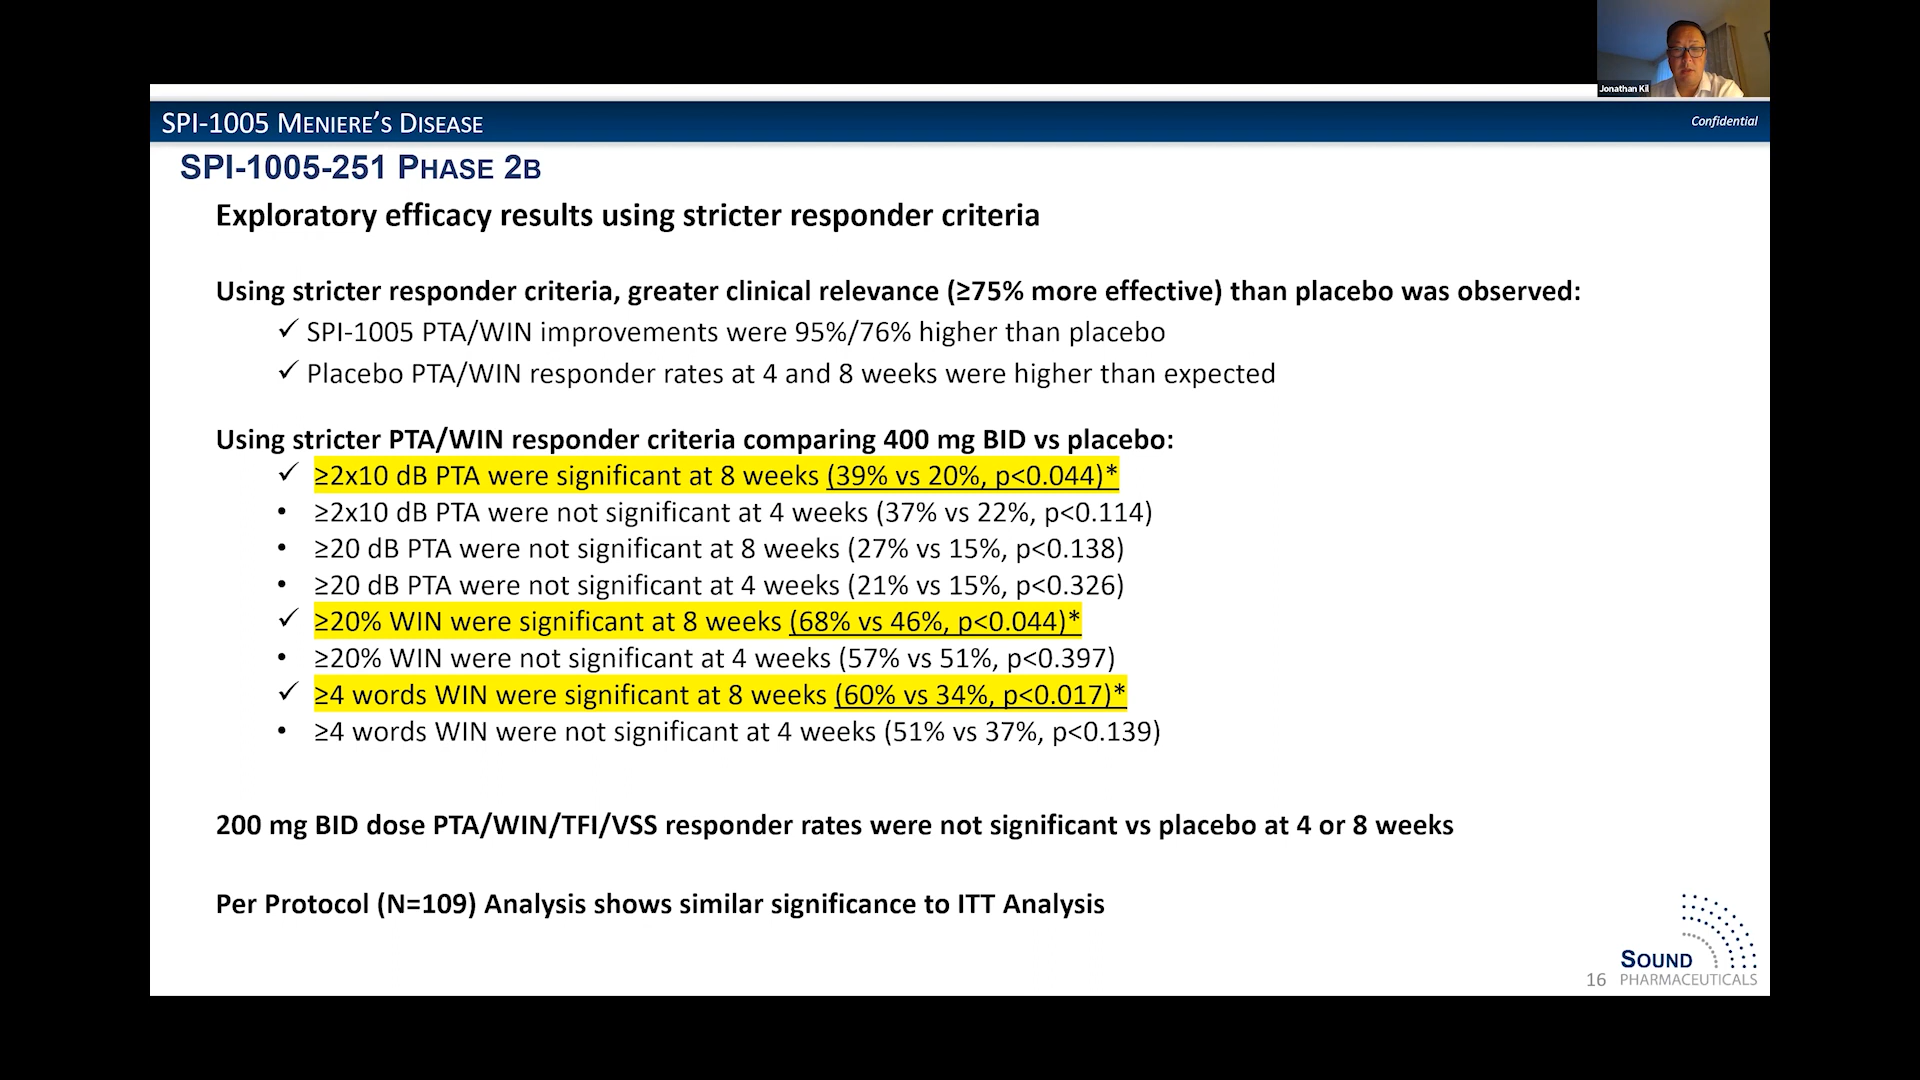 Jonathan Kil
SPI-1005 MENIERE'S DISEASE
Confidential
SPI-1005-251 PHASE 2B
Exploratory efficacy results using stricter responder criteria
Using stricter responder criteria, greater clinical relevance (≥75% more effective) than placebo was observed:
✓ SPI-1005 PTA/WIN improvements were 95%/76% higher than placebo
✓ Placebo PTA/WIN responder rates at 4 and 8 weeks were higher than expected
Using stricter PTA/WIN responder criteria comparing 400 mg BID vs placebo:
✓ ≥2x10 dB PTA were significant at 8 weeks (39% vs 20%, p<0.044)*
• ≥2x10 dB PTA were not significant at 4 weeks (37% vs 22%, p<0.114)
• ≥20 dB PTA were not significant at 8 weeks (27% vs 15%, p<0.138)
• ≥20 dB PTA were not significant at 4 weeks (21% vs 15%, p<0.326)
✓ ≥20% WIN were significant at 8 weeks (68% vs 46%, p<0.044)*
• ≥20% WIN were not significant at 4 weeks (57% vs 51%, p<0.397)
✓ ≥4 words WIN were significant at 8 weeks (60% vs 34%, p<0.017)*
• ≥4 words WIN were not significant at 4 weeks (51% vs 37%, p<0.139)
200 mg BID dose PTA/WIN/TFI/VSS responder rates were not significant vs placebo at 4 or 8 weeks
Per Protocol (N=109) Analysis shows similar significance to ITT Analysis
SOUND
16 PHARMACEUTICALS